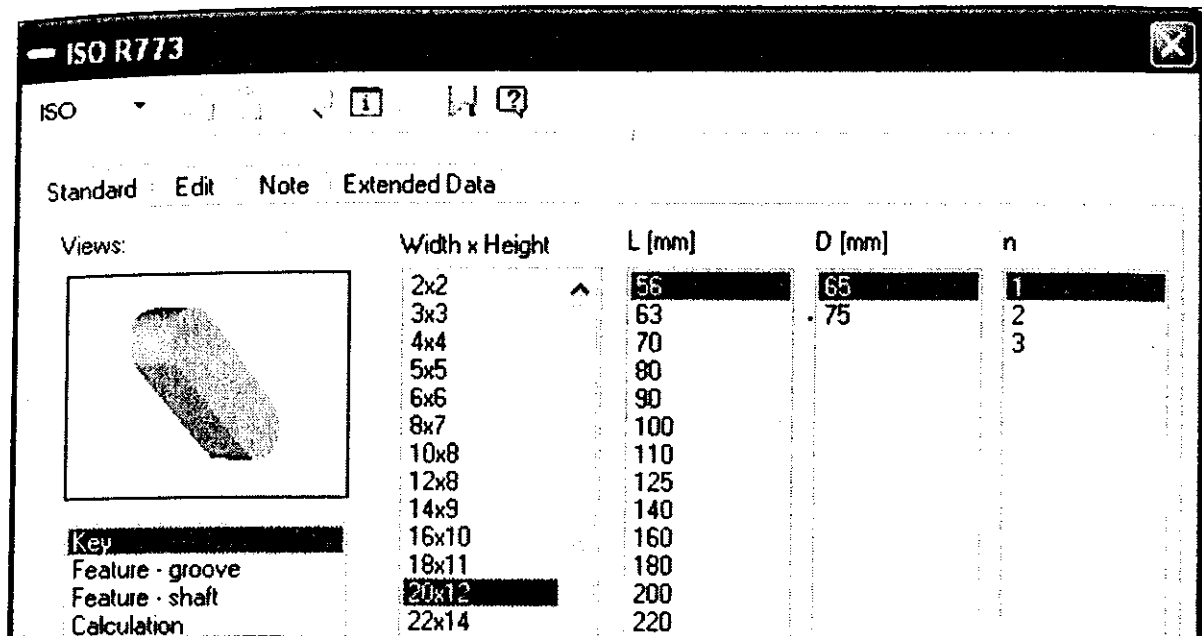 ISO R773
ISO
Standard Edit Note Extended Data
Views:
Key
Feature - groove
Feature - shaft
Calculation
Width x Height
2x2
3x3
4x4
5x5
6x6
8x7
10x8
12x8
14x9
16x10
18x11
20x12
22x14
L [mm]
56
63
70
80
90
100
110
125
140
160
180
200
220
D [mm]
65
75
n
1
2
3